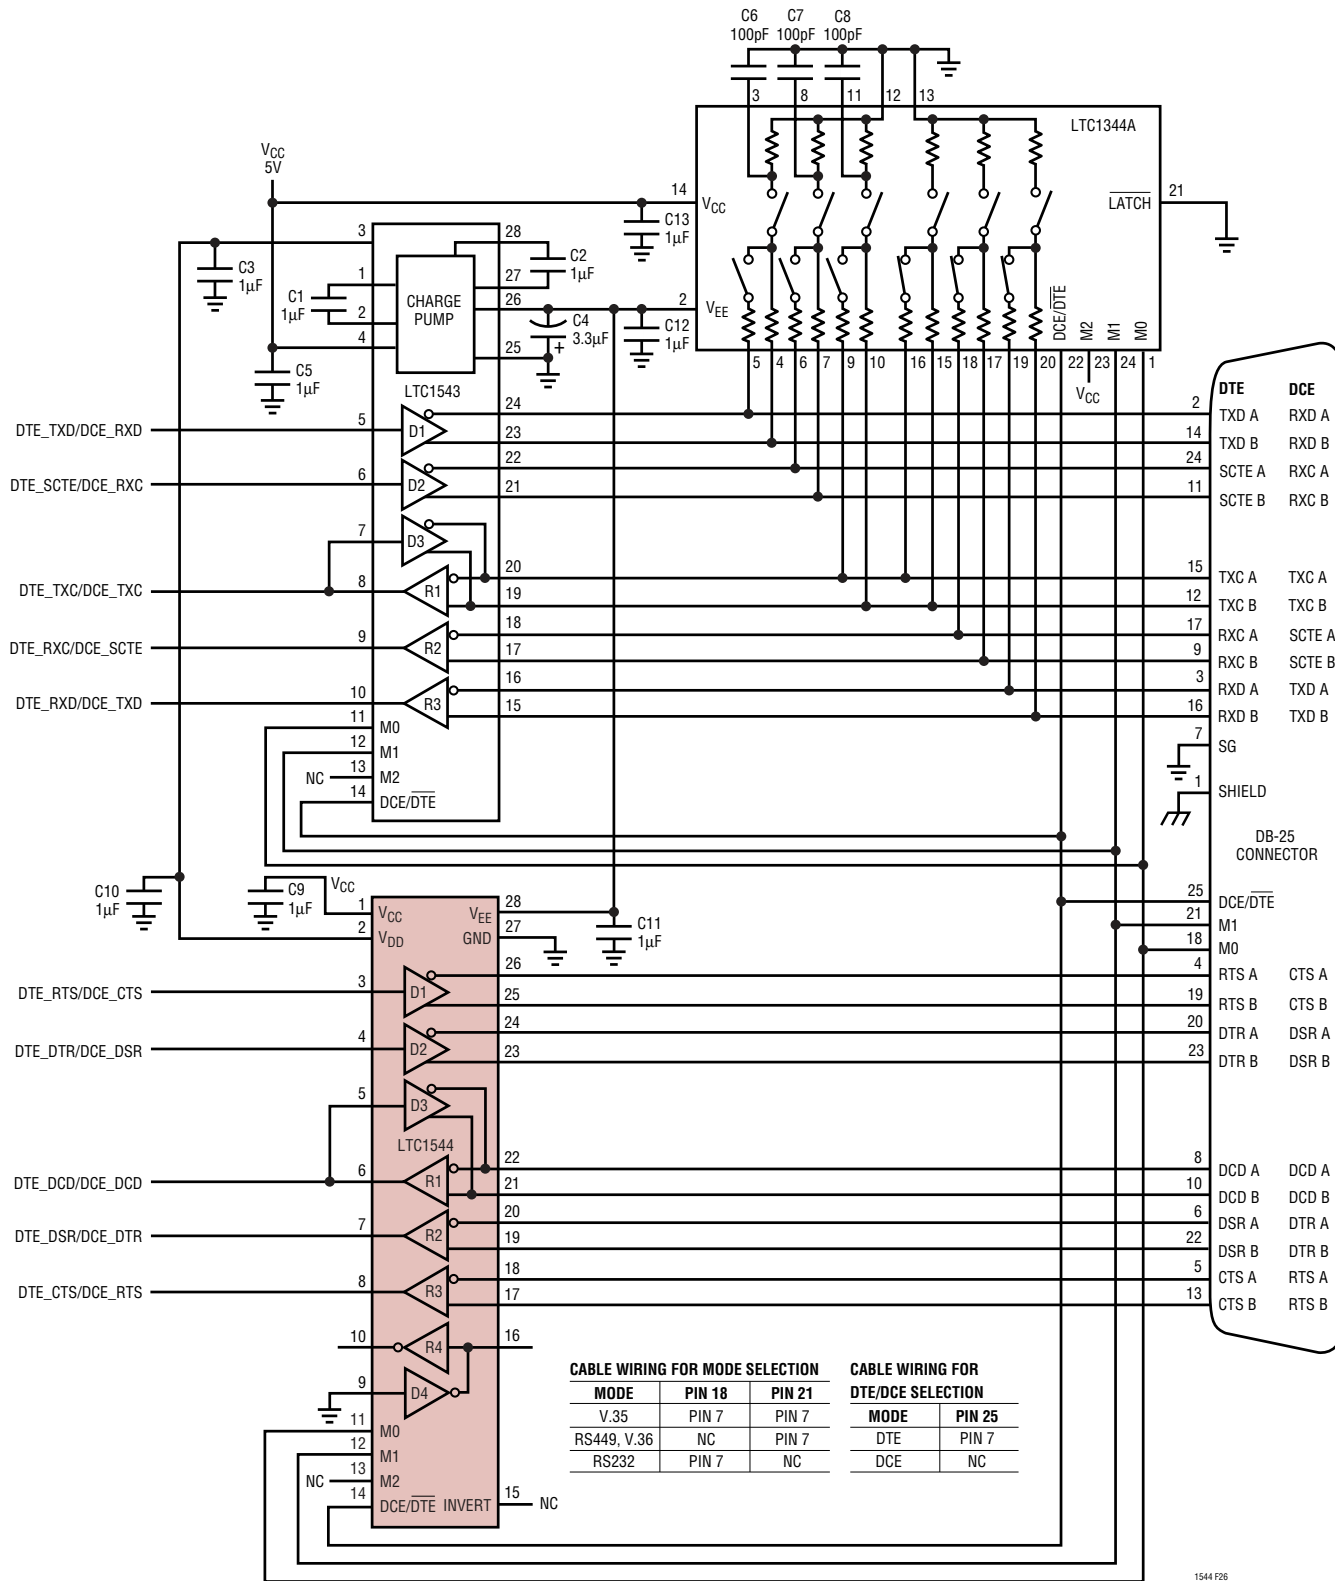 C6 C7 C8
100pF 100pF 100pF
3 8 11 12 13
LTC1344A
VCC
5V
14
VCC
LATCH
21
C13
1µF
3
28
C3
1µF
C2
1µF
1
27
C1
1µF
CHARGE
PUMP
26
2
VEE
2
C4
3.3µF
+
C12
1µF
DCE/DTE
M2
M1
M0
4
25
C5
1µF
5 4 6 7 9 10 16 15 18 17 19 20 22 23 24 1
VCC
LTC1543
DTE DCE
DTE_TXD/DCE_RXD
5
D1
24
2
TXD A RXD A
23
14
TXD B RXD B
DTE_SCTE/DCE_RXC
6
D2
22
24
SCTE A RXC A
21
11
SCTE B RXC B
7
D3
DTE_TXC/DCE_TXC
8
R1
20
15
TXC A TXC A
19
12
TXC B TXC B
DTE_RXC/DCE_SCTE
9
R2
18
17
RXC A SCTE A
17
9
RXC B SCTE B
DTE_RXD/DCE_TXD
10
R3
16
3
RXD A TXD A
15
16
RXD B TXD B
11
M0
12
M1
NC
13
M2
14
DCE/DTE
7
SG
1
SHIELD
DB-25
CONNECTOR
C10
1µF
C9
1µF
VCC
1
VCC
VEE
28
2
VDD
GND
27
C11
1µF
25
DCE/DTE
21
M1
18
M0
DTE_RTS/DCE_CTS
3
D1
26
4
RTS A CTS A
25
19
RTS B CTS B
DTE_DTR/DCE_DSR
4
D2
24
20
DTR A DSR A
23
23
DTR B DSR B
5
D3
LTC1544
DTE_DCD/DCE_DCD
6
R1
22
8
DCD A DCD A
21
10
DCD B DCD B
DTE_DSR/DCE_DTR
7
R2
20
6
DSR A DTR A
19
22
DSR B DTR B
DTE_CTS/DCE_RTS
8
R3
18
5
CTS A RTS A
17
13
CTS B RTS B
10
R4
16
9
D4
11
M0
12
M1
NC
13
M2
14
DCE/DTE
INVERT
15
NC
CABLE WIRING FOR MODE SELECTION
MODE PIN 18 PIN 21
V.35 PIN 7 PIN 7
RS449, V.36 NC PIN 7
RS232 PIN 7 NC
CABLE WIRING FOR
DTE/DCE SELECTION
MODE PIN 25
DTE PIN 7
DCE NC
1544 F26